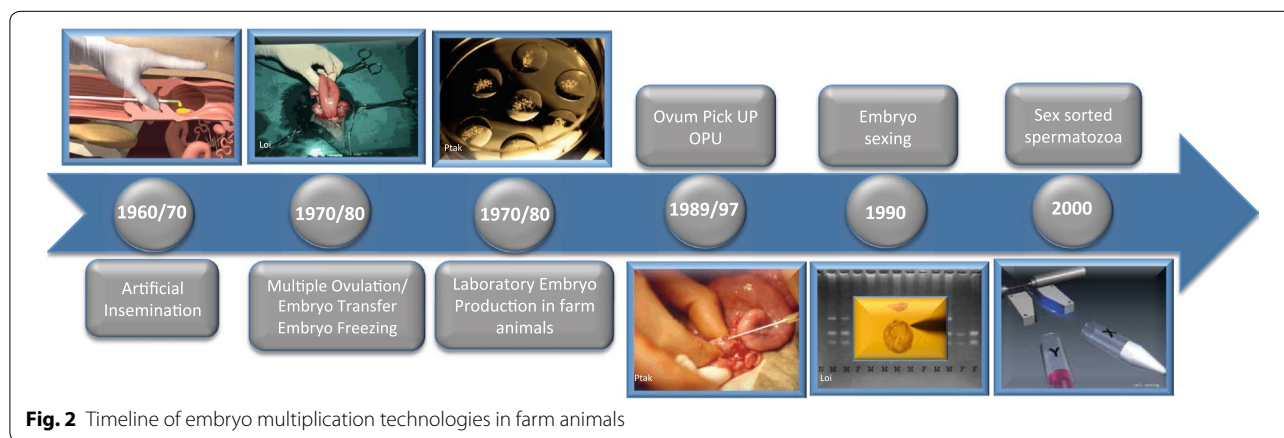 Loi
Ptak
Ovum Pick UP
OPU
Embryo
sexing
Sex sorted
spermatozoa
1960/70
1970/80
1970/80
1989/97
1990
2000
Artificial
Insemination
Multiple Ovulation/
Embryo Transfer
Embryo Freezing
Laboratory Embryo
Production in farm
animals
Ptak
Loi
Y
X
cell sorting
Fig. 2 Timeline of embryo multiplication technologies in farm animals